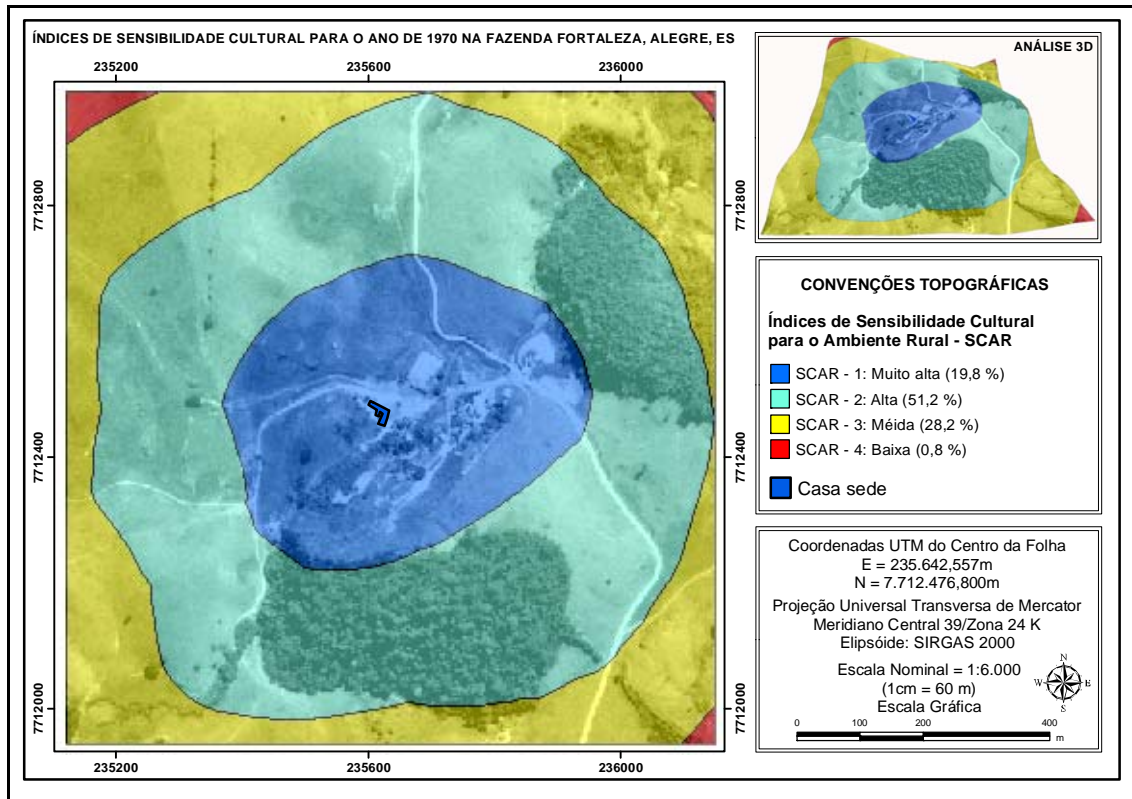 ÍNDICES DE SENSIBILIDADE CULTURAL PARA O ANO DE 1970 NA FAZENDA FORTALEZA, ALEGRE, ES
235200 235600 236000
7712800 7712800
7712400 7712400
7712000 7712000
235200 235600 236000
ANÁLISE 3D
CONVENÇÕES TOPOGRÁFICAS
Índices de Sensibilidade Cultural
para o Ambiente Rural - SCAR
SCAR - 1: Muito alta (19,8 %)
SCAR - 2: Alta (51,2 %)
SCAR - 3: Méida (28,2 %)
SCAR - 4: Baixa (0,8 %)
Casa sede
Coordenadas UTM do Centro da Folha
E = 235.642,557m
N = 7.712.476,800m
Projeção Universal Transversa de Mercator
Meridiano Central 39/Zona 24 K
Elipsóide: SIRGAS 2000
Escala Nominal = 1:6.000
(1cm = 60 m)
Escala Gráfica
N
W E
S
0 100 200 400
m